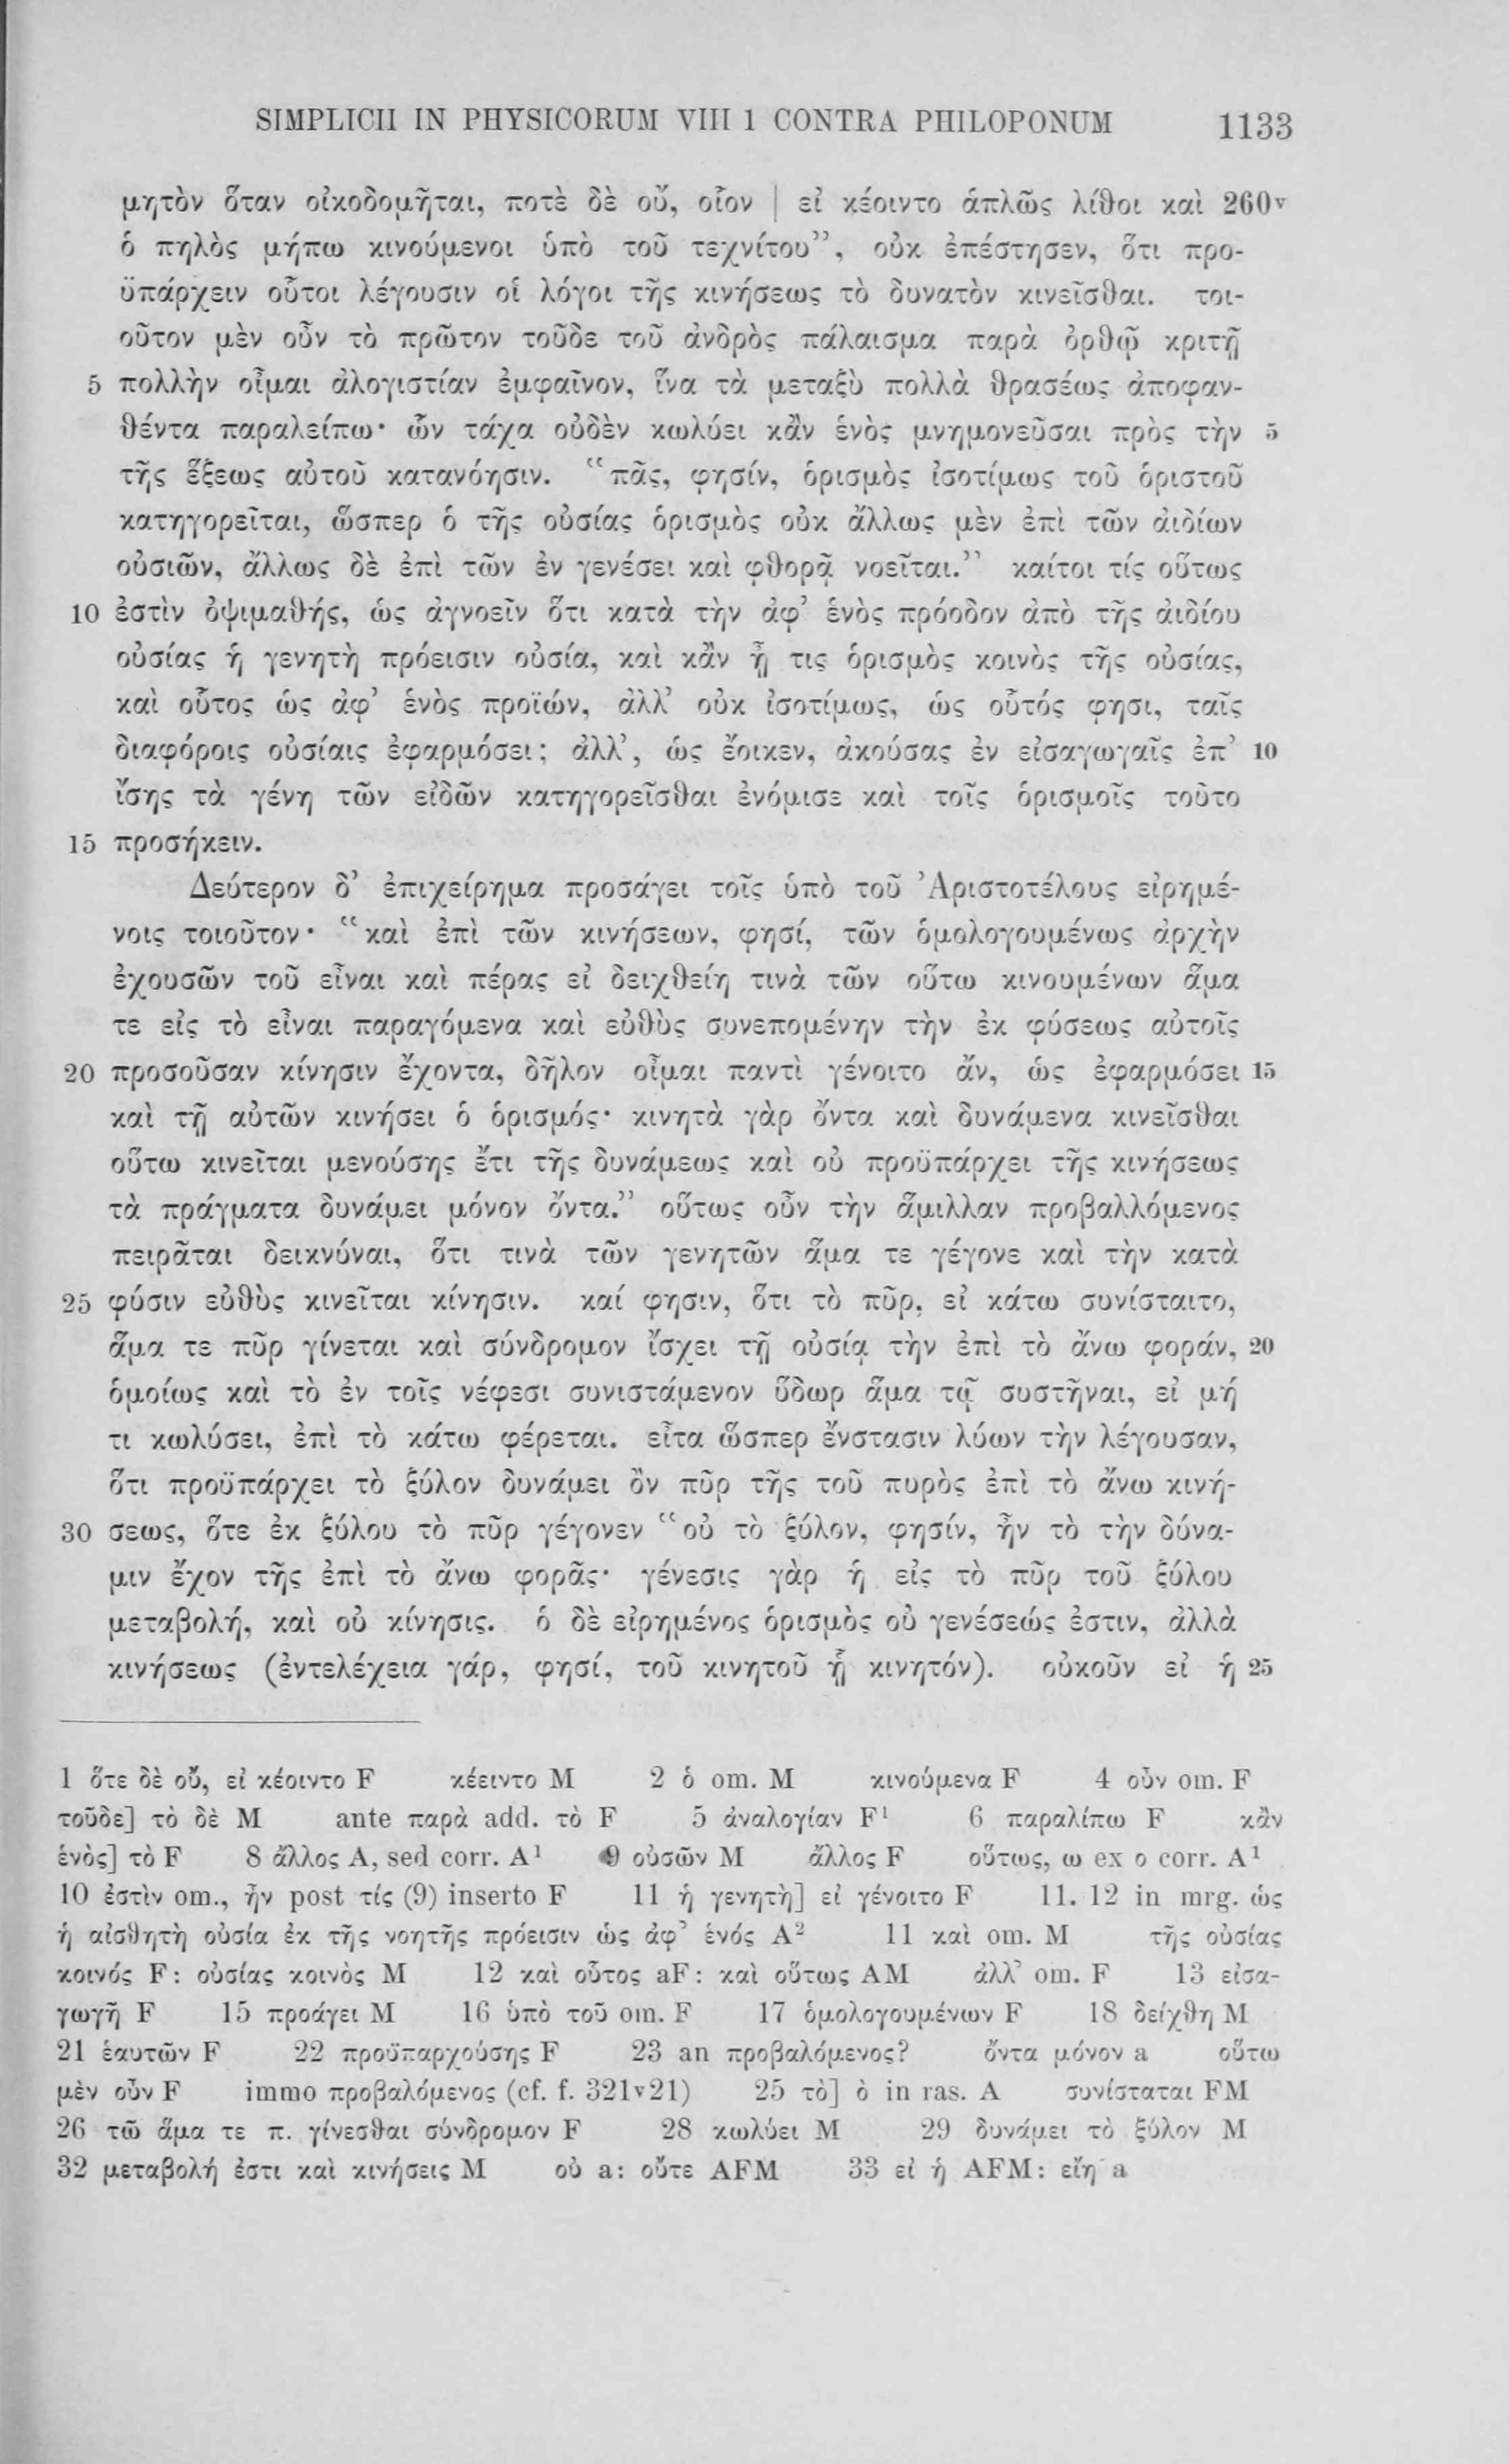 SIMPLICII IN PHYSICORUM VIII 1 CONTRA PHILOPONUM 1133
μητὸν ὅταν οἰκοδομῆται, ποτὲ δὲ οὔ, οἷον | εἰ κέοιντο ἁπλῶς λίθοι καὶ 260v
ὁ πηλὸς μήπω κινούμενοι ὑπὸ τοῦ τεχνίτου”, οὐκ ἐπέστησεν, ὅτι προ-
ϋπάρχειν οὗτοι λέγουσιν οἱ λόγοι τῆς κινήσεως τὸ δυνατὸν κινεῖσθαι. τοι-
οῦτον μὲν οὖν τὸ πρῶτον τοῦδε τοῦ ἀνδρὸς πάλαισμα παρὰ ὀρθῷ κριτῇ
5 πολλὴν οἶμαι ἀλογιστίαν ἐμφαῖνον, ἵνα τὰ μεταξὺ πολλὰ θρασέως ἀποφαν-
θέντα παραλείπω· ὧν τάχα οὐδὲν κωλύει κἂν ἑνὸς μνημονεῦσαι πρὸς τὴν 5
τῆς ἕξεως αὐτοῦ κατανόησιν. “πᾶς, φησίν, ὁρισμὸς ἰσοτίμως τοῦ ὁριστοῦ
κατηγορεῖται, ὥσπερ ὁ τῆς οὐσίας ὁρισμὸς οὐκ ἄλλως μὲν ἐπὶ τῶν ἀιδίων
οὐσιῶν, ἄλλως δὲ ἐπὶ τῶν ἐν γενέσει καὶ φθορᾷ νοεῖται.” καίτοι τίς οὕτως
10 ἐστὶν ὀψιμαθής, ὡς ἀγνοεῖν ὅτι κατὰ τὴν ἀφ’ ἑνὸς πρόοδον ἀπὸ τῆς ἀιδίου
οὐσίας ἡ γενητὴ πρόεισιν οὐσία, καὶ κἂν ᾖ τις ὁρισμὸς κοινὸς τῆς οὐσίας,
καὶ οὗτος ὡς ἀφ’ ἑνὸς προϊών, ἀλλ’ οὐκ ἰσοτίμως, ὡς οὗτός φησι, ταῖς
διαφόροις οὐσίαις ἐφαρμόσει; ἀλλ’, ὡς ἔοικεν, ἀκούσας ἐν εἰσαγωγαῖς ἐπ’ 10
ἴσης τὰ γένη τῶν εἰδῶν κατηγορεῖσθαι ἐνόμισε καὶ τοῖς ὁρισμοῖς τοῦτο
15 προσήκειν.
Δεύτερον δ’ ἐπιχείρημα προσάγει τοῖς ὑπὸ τοῦ Ἀριστοτέλους εἰρημέ-
νοις τοιοῦτον· “καὶ ἐπὶ τῶν κινήσεων, φησί, τῶν ὁμολογουμένως ἀρχὴν
ἐχουσῶν τοῦ εἶναι καὶ πέρας εἰ δειχθείη τινὰ τῶν οὕτω κινουμένων ἅμα
τε εἰς τὸ εἶναι παραγόμενα καὶ εὐθὺς συνεπομένην τὴν ἐκ φύσεως αὐτοῖς
20 προσοῦσαν κίνησιν ἔχοντα, δῆλον οἶμαι παντὶ γένοιτο ἄν, ὡς ἐφαρμόσει 15
καὶ τῇ αὐτῶν κινήσει ὁ ὁρισμός· κινητὰ γὰρ ὄντα καὶ δυνάμενα κινεῖσθαι
οὕτω κινεῖται μενούσης ἔτι τῆς δυνάμεως καὶ οὐ προϋπάρχει τῆς κινήσεως
τὰ πράγματα δυνάμει μόνον ὄντα.” οὕτως οὖν τὴν ἅμιλλαν προβαλλόμενος
πειρᾶται δεικνύναι, ὅτι τινὰ τῶν γενητῶν ἅμα τε γέγονε καὶ τὴν κατὰ
25 φύσιν εὐθὺς κινεῖται κίνησιν. καί φησιν, ὅτι τὸ πῦρ, εἰ κάτω συνίσταιτο,
ἅμα τε πῦρ γίνεται καὶ σύνδρομον ἴσχει τῇ οὐσίᾳ τὴν ἐπὶ τὸ ἄνω φοράν, 20
ὁμοίως καὶ τὸ ἐν τοῖς νέφεσι συνιστάμενον ὕδωρ ἅμα τῷ συστῆναι, εἰ μή
τι κωλύσει, ἐπὶ τὸ κάτω φέρεται. εἶτα ὥσπερ ἔνστασιν λύων τὴν λέγουσαν,
ὅτι προϋπάρχει τὸ ξύλον δυνάμει ὂν πῦρ τῆς τοῦ πυρὸς ἐπὶ τὸ ἄνω κινή-
30 σεως, ὅτε ἐκ ξύλου τὸ πῦρ γέγονεν “οὐ τὸ ξύλον, φησίν, ἦν τὸ τὴν δύνα-
μιν ἔχον τῆς ἐπὶ τὸ ἄνω φορᾶς· γένεσις γὰρ ἡ εἰς τὸ πῦρ τοῦ ξύλου
μεταβολή, καὶ οὐ κίνησις. ὁ δὲ εἰρημένος ὁρισμὸς οὐ γενέσεώς ἐστιν, ἀλλὰ
κινήσεως (ἐντελέχεια γάρ, φησί, τοῦ κινητοῦ ᾗ κινητόν). οὐκοῦν εἰ ἡ 25
1 ὅτε δὲ οὔ, εἰ κέοιντο F κέειντο M 2 ὁ om. M κινούμενα F 4 οὖν om. F
τοῦδε] τὸ δὲ M ante παρὰ add. τὸ F 5 ἀναλογίαν F¹ 6 παραλίπω F κἂν
ἑνὸς] τὸ F 8 ἄλλος A, sed corr. A¹ 9 οὐσῶν M ἄλλος F οὕτως, ω ex ο corr. A¹
10 ἐστὶν om., ἦν post τίς (9) inserto F 11 ἡ γενητὴ] εἰ γένοιτο F 11. 12 in mrg. ὡς
ἡ αἰσθητὴ οὐσία ἐκ τῆς νοητῆς πρόεισιν ὡς ἀφ’ ἑνός A² 11 καὶ om. M τῆς οὐσίας
κοινός F: οὐσίας κοινὸς M 12 καὶ οὗτος aF: καὶ οὕτως AM ἀλλ’ om. F 13 εἰσα-
γωγῇ F 15 προάγει M 16 ὑπὸ τοῦ om. F 17 ὁμολογουμένων F 18 δείχθη M
21 ἑαυτῶν F 22 προϋπαρχούσης F 23 an προβαλόμενος? ὄντα μόνον a οὕτω
μὲν οὖν F immo προβαλόμενος (cf. f. 321v21) 25 τὸ] ὁ in ras. A συνίσταται FM
26 τῶ ἅμα τε π. γίνεσθαι σύνδρομον F 28 κωλύει M 29 δυνάμει τὸ ξύλον M
32 μεταβολή ἐστι καὶ κινήσεις M οὐ a: οὔτε AFM 33 εἰ ἡ AFM: εἴη a